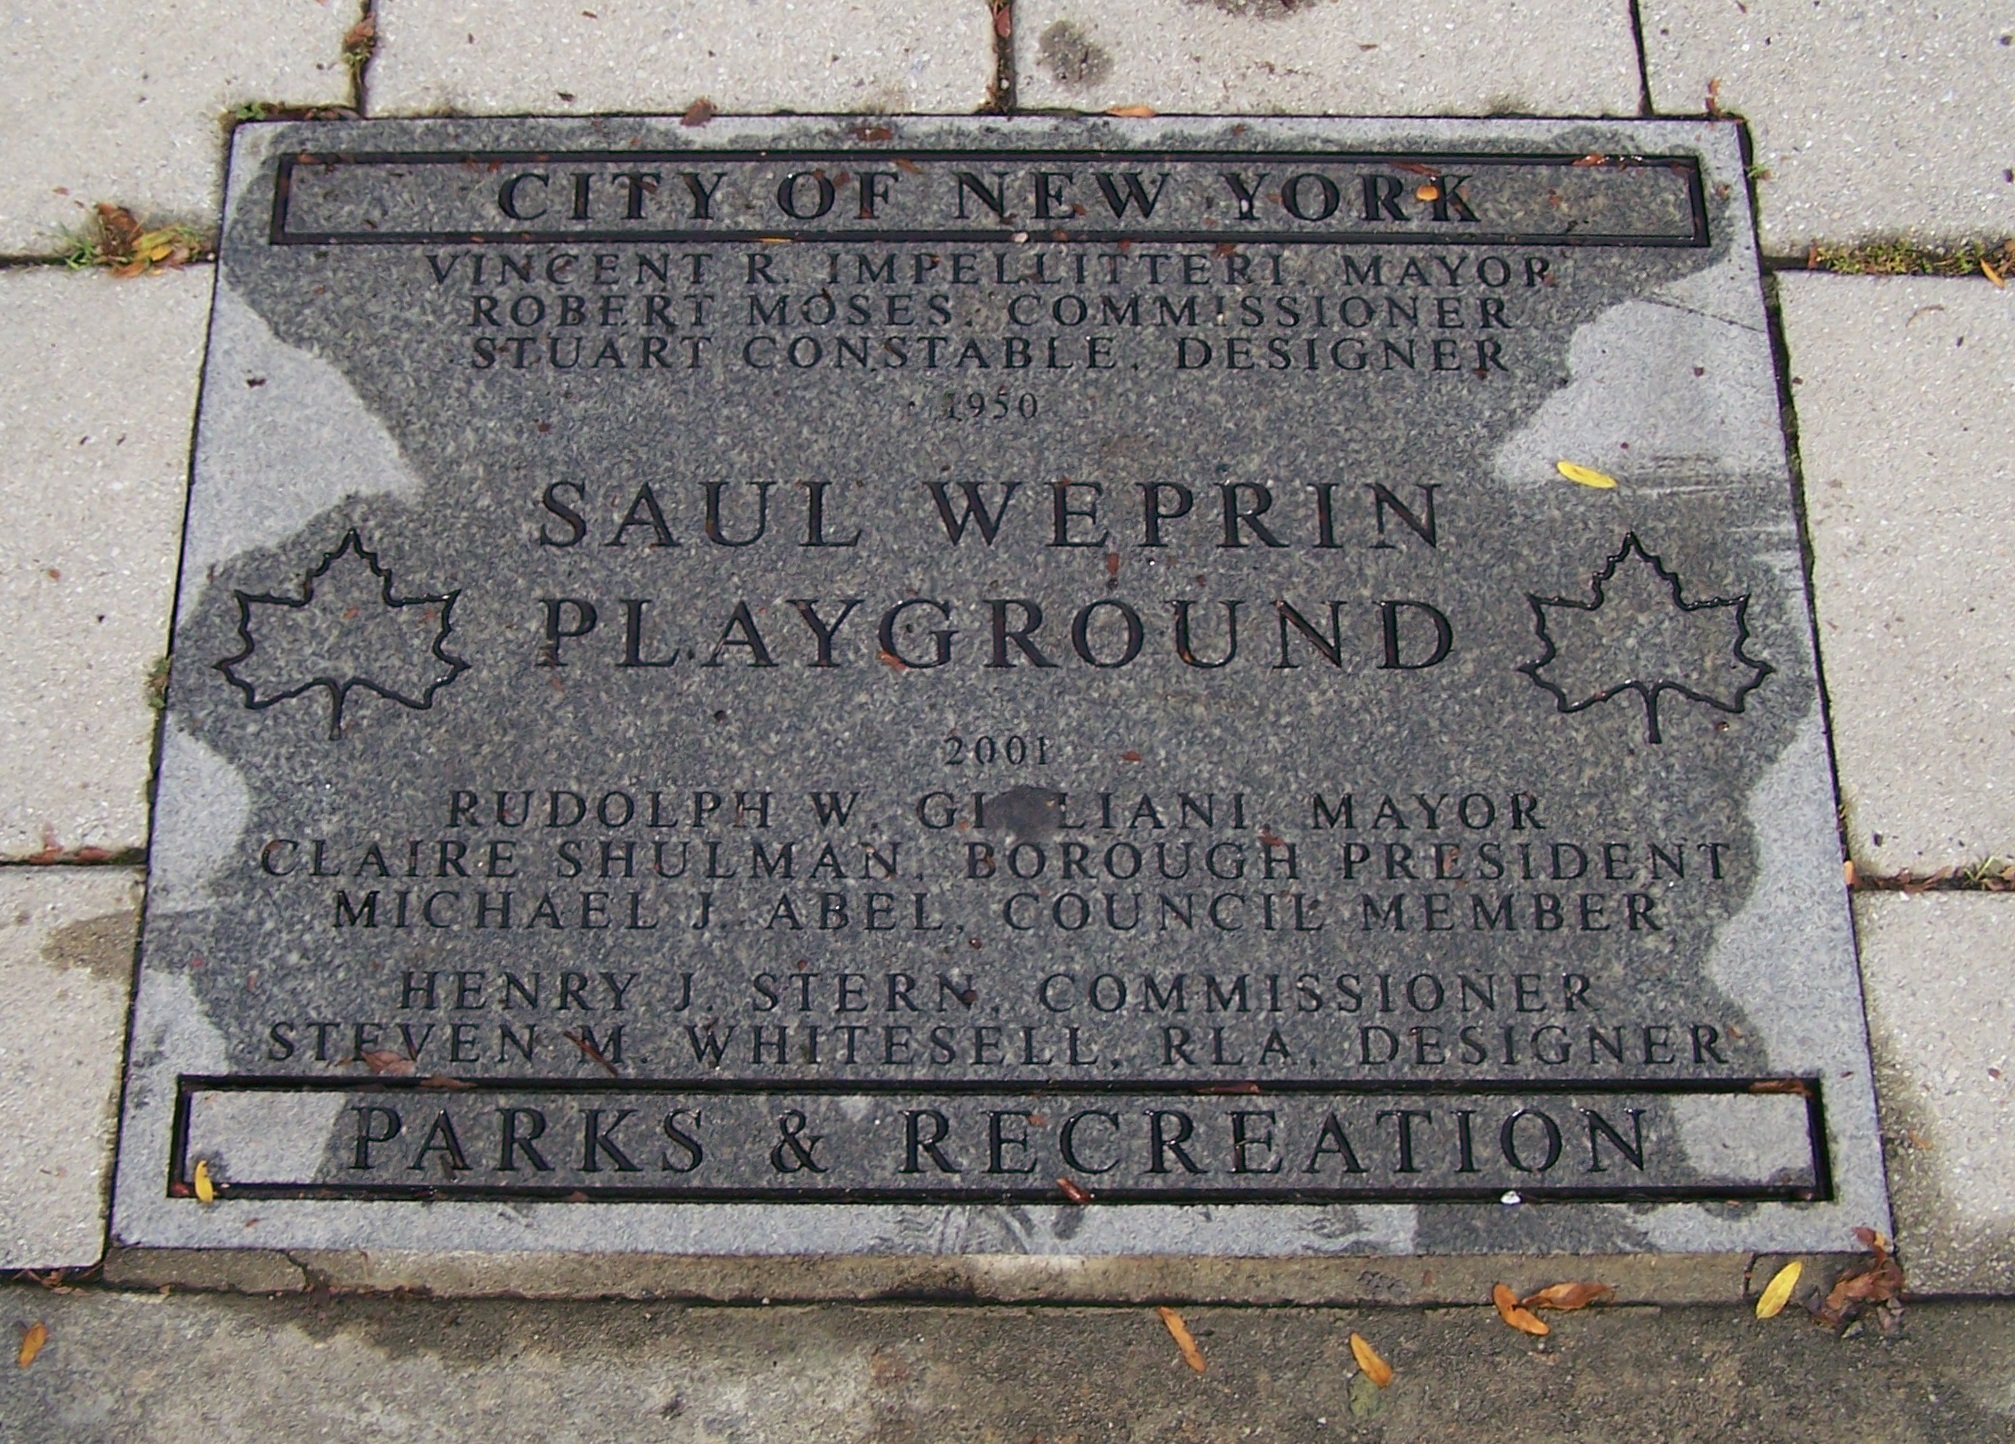 CITY OF NEW YORK
VINCENT R. IMPELLITTERI, MAYOR
ROBERT MOSES, COMMISSIONER
STUART CONSTABLE, DESIGNER
1950
SAUL WEPRIN
PLAYGROUND
2001
RUDOLPH W. GIULIANI, MAYOR
CLAIRE SHULMAN, BOROUGH PRESIDENT
MICHAEL J. ABEL, COUNCIL MEMBER
HENRY J. STERN, COMMISSIONER
STEVEN M. WHITESELL, RLA, DESIGNER
PARKS & RECREATION